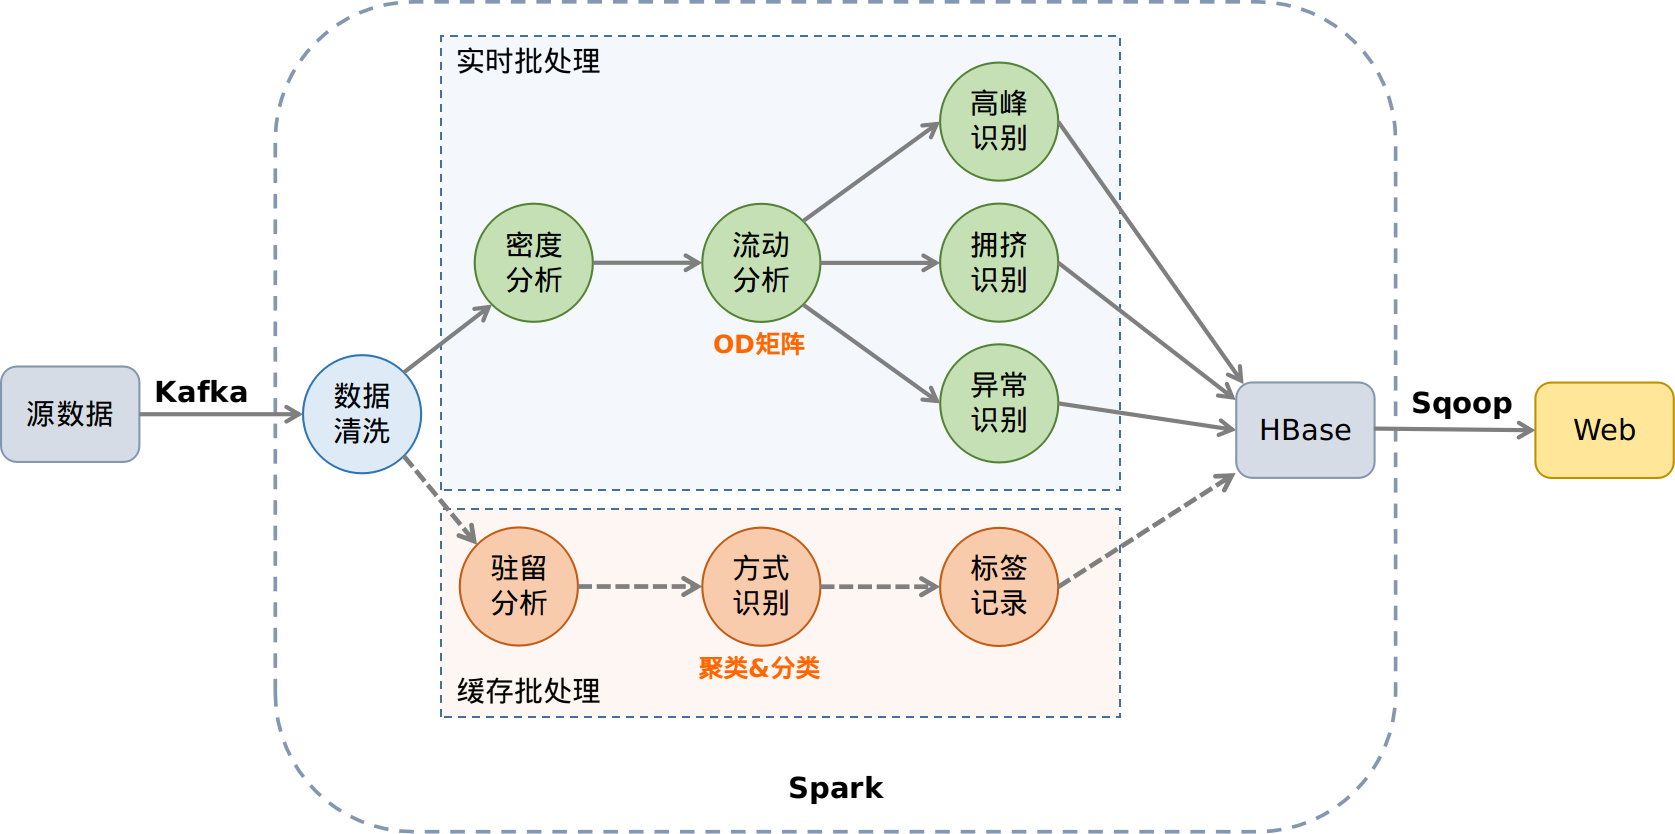 实时批处理
高峰
识别
密度
分析
流动
分析
拥挤
识别
OD矩阵
异常
识别
源数据
Kafka
数据
清洗
HBase
Sqoop
Web
驻留
分析
方式
识别
标签
记录
聚类&分类
缓存批处理
Spark